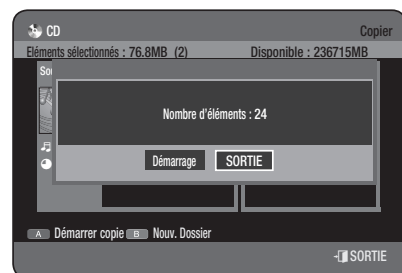 CD
Copier
Eléments sélectionnés : 76.8MB (2)
Disponible : 236715MB
Nombre d'éléments : 24
Démarrage
SORTIE
A Démarrer copie B Nouv. Dossier
SORTIE